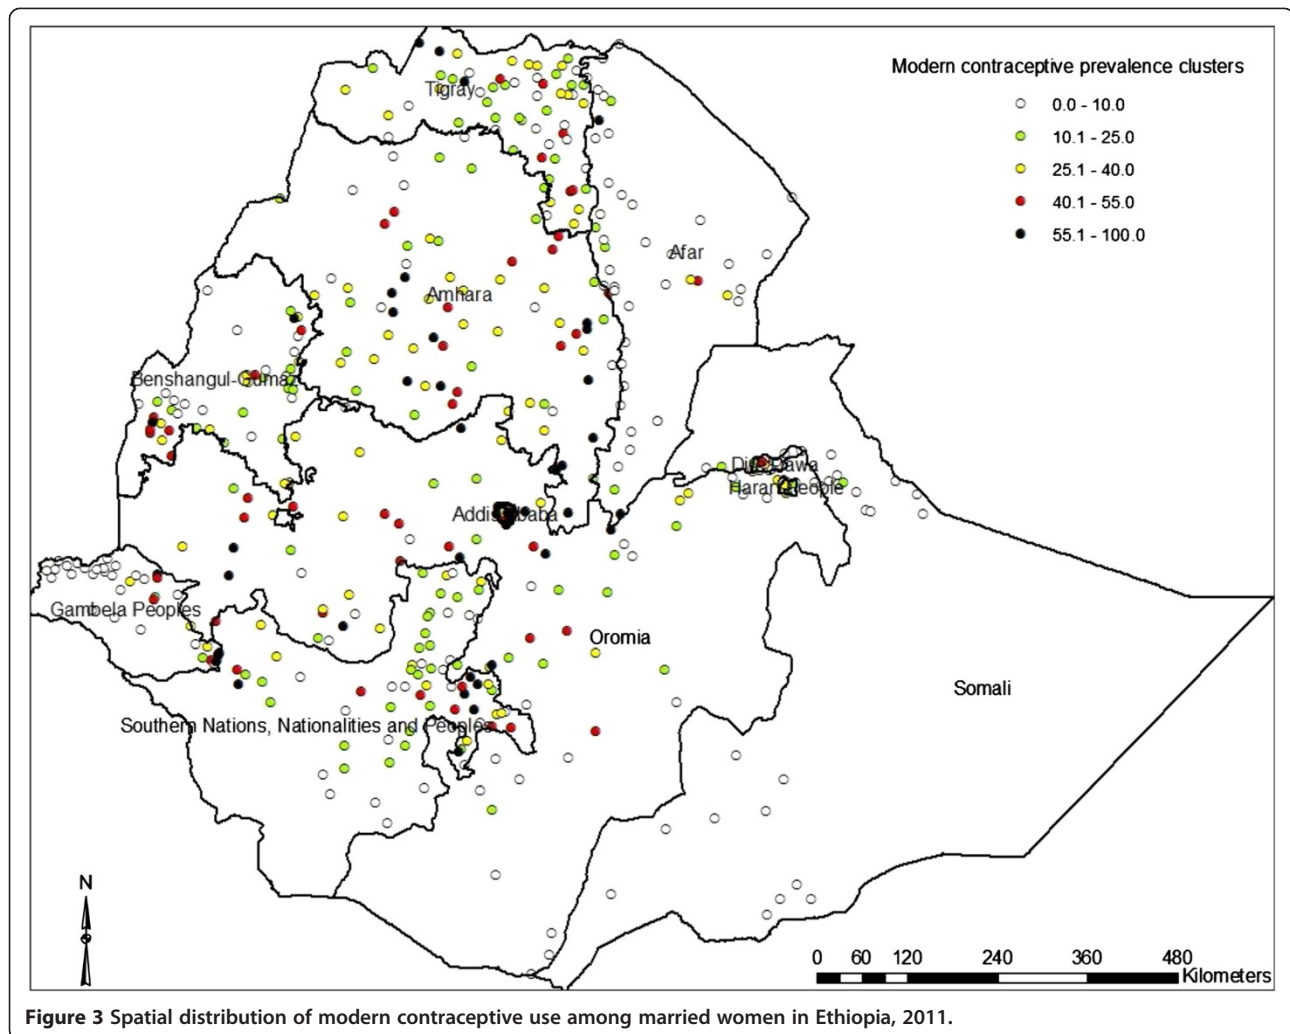 Modern contraceptive prevalence clusters
0.0 - 10.0
10.1 - 25.0
25.1 - 40.0
40.1 - 55.0
55.1 - 100.0
Tigray
Afar
Amhara
Benshangul-Gumaz
Dire Dawa
Harari People
Addis Ababa
Gambela Peoples
Oromia
Somali
Southern Nations, Nationalities and Peoples
N
0 60 120 240 360 480
Kilometers
Figure 3 Spatial distribution of modern contraceptive use among married women in Ethiopia, 2011.